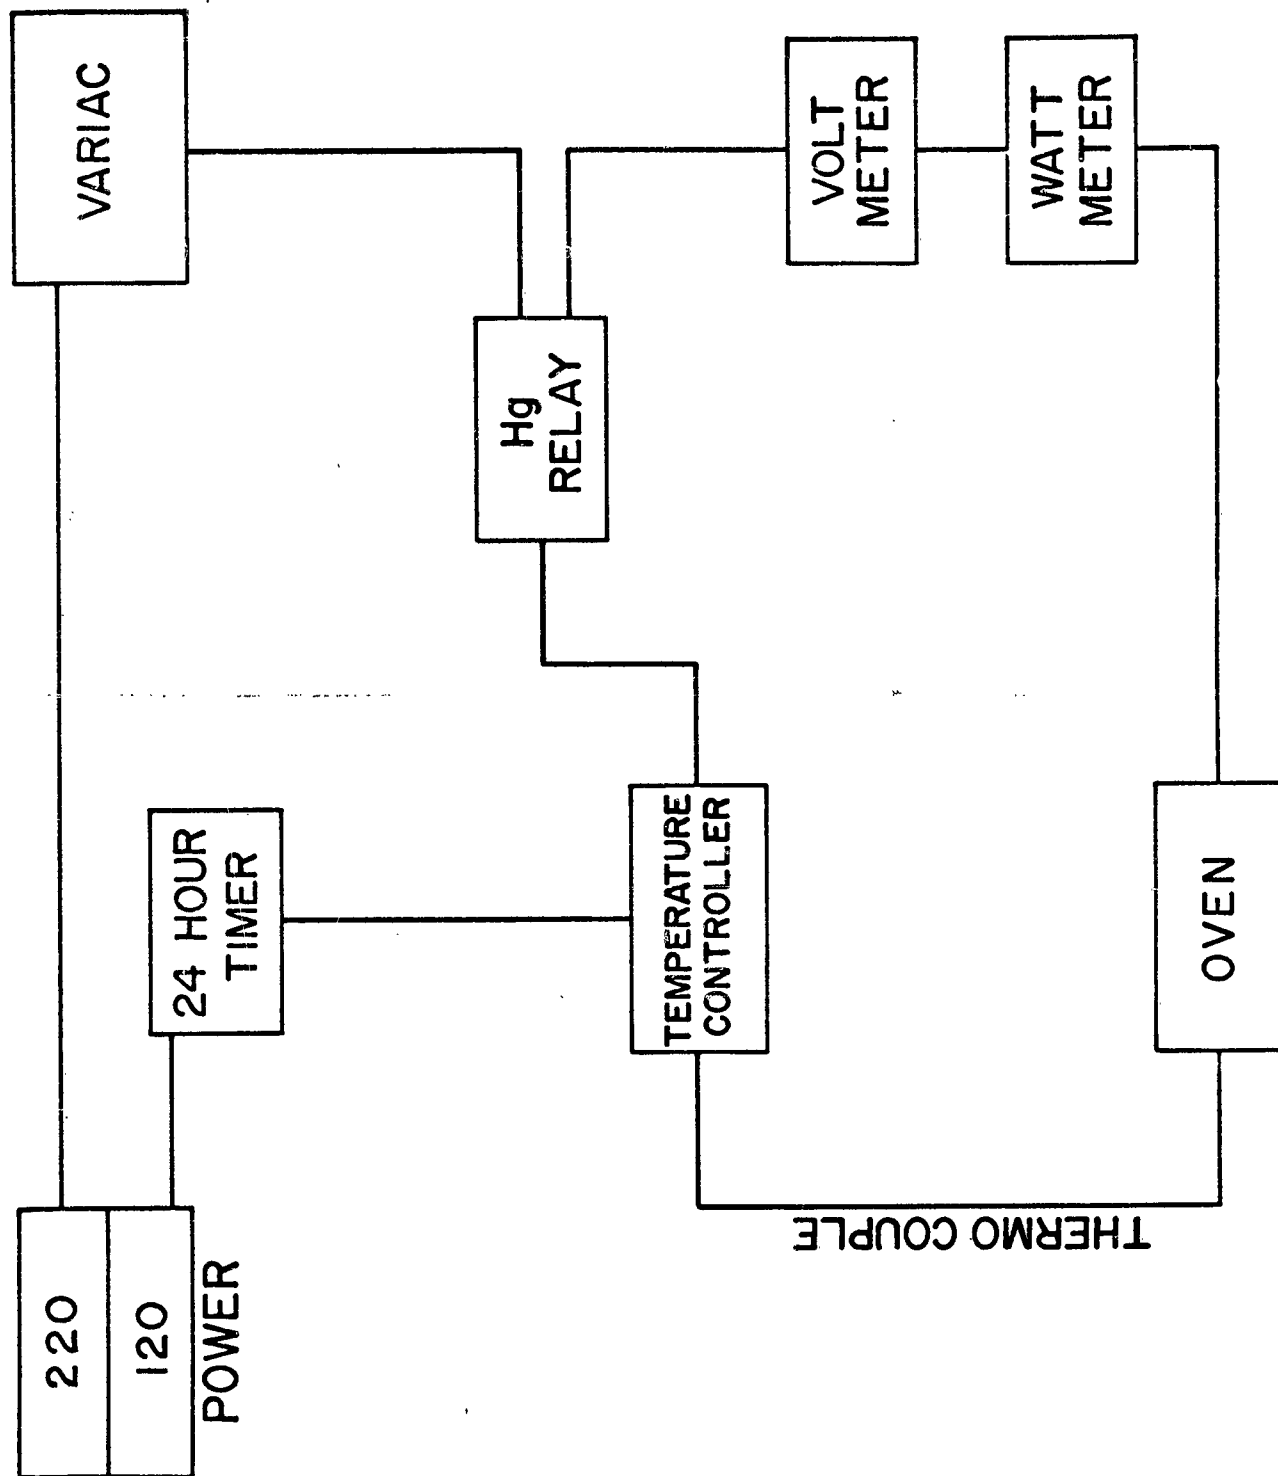 220
120
POWER
VARIAC
24 HOUR
TIMER
Hg
RELAY
TEMPERATURE
CONTROLLER
VOLT
METER
WATT
METER
THERMO COUPLE
OVEN